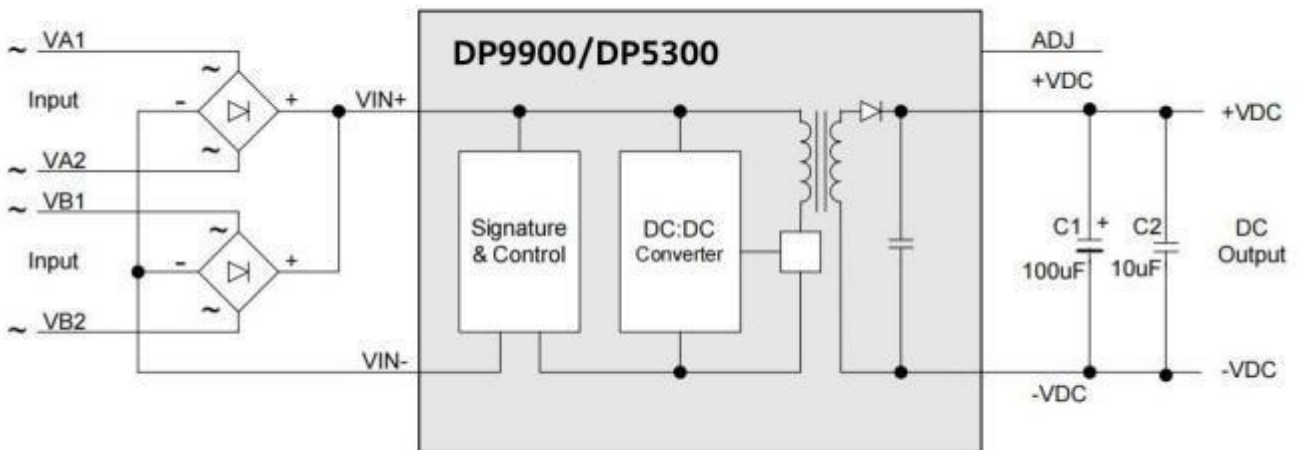 ~ VA1
Input
~ VA2
~ VB1
Input
~ VB2
~
-
+
~
~
-
+
~
VIN+
VIN-
DP9900/DP5300
Signature
& Control
DC:DC
Converter
ADJ
+VDC
-VDC
C1 +
100uF
C2
10uF
+VDC
DC
Output
-VDC